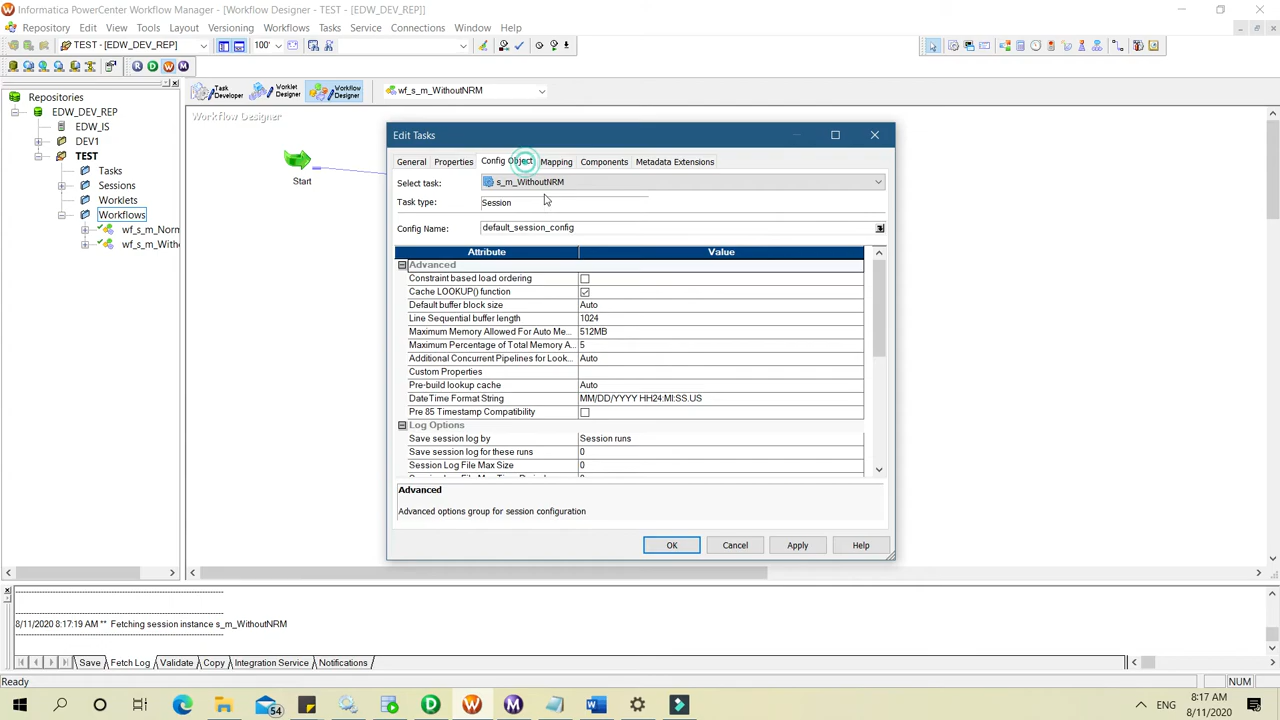 Informatica PowerCenter Workflow Manager - [Workflow Designer - TEST - [EDW_DEV_REP]]
Repository Edit View Tools Layout Versioning Workflows Tasks Service Connections Window Help
TEST - [EDW_DEV_REP] 100%
R D W M
Repositories
EDW_DEV_REP
EDW_IS
DEV1
TEST
Tasks
Sessions
Worklets
Workflows
wf_s_m_Norm
wf_s_m_Witho
Task Developer
Worklet Designer
Workflow Designer
wf_s_m_WithoutNRM
Workflow Designer
Start
Edit Tasks
General Properties Config Object Mapping Components Metadata Extensions
Select task: s_m_WithoutNRM
Task type: Session
Config Name: default_session_config
Attribute Value
Advanced
Constraint based load ordering
Cache LOOKUP() function
Default buffer block size Auto
Line Sequential buffer length 1024
Maximum Memory Allowed For Auto Me... 512MB
Maximum Percentage of Total Memory A... 5
Additional Concurrent Pipelines for Look... Auto
Custom Properties
Pre-build lookup cache Auto
DateTime Format String MM/DD/YYYY HH24:MI:SS.US
Pre 85 Timestamp Compatibility
Log Options
Save session log by Session runs
Save session log for these runs 0
Session Log File Max Size 0
Advanced
Advanced options group for session configuration
OK Cancel Apply Help
8/11/2020 8:17:19 AM ** Fetching session instance s_m_WithoutNRM
Save Fetch Log Validate Copy Integration Service Notifications
Ready NUM
54 D W M W ENG 8:17 AM
8/11/2020